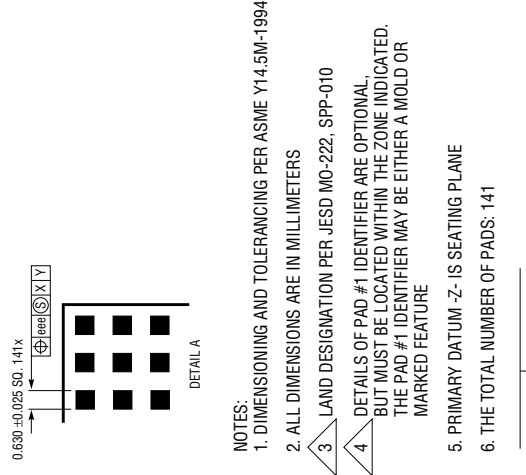 0.630 ±0.025 SQ. 141x
⌖ eee Ⓢ X Y
DETAIL A
NOTES:
1. DIMENSIONING AND TOLERANCING PER ASME Y14.5M-1994
2. ALL DIMENSIONS ARE IN MILLIMETERS
3 LAND DESIGNATION PER JESD MO-222, SPP-010
4 DETAILS OF PAD #1 IDENTIFIER ARE OPTIONAL,
BUT MUST BE LOCATED WITHIN THE ZONE INDICATED.
THE PAD #1 IDENTIFIER MAY BE EITHER A MOLD OR
MARKED FEATURE
5. PRIMARY DATUM -Z- IS SEATING PLANE
6. THE TOTAL NUMBER OF PADS: 141